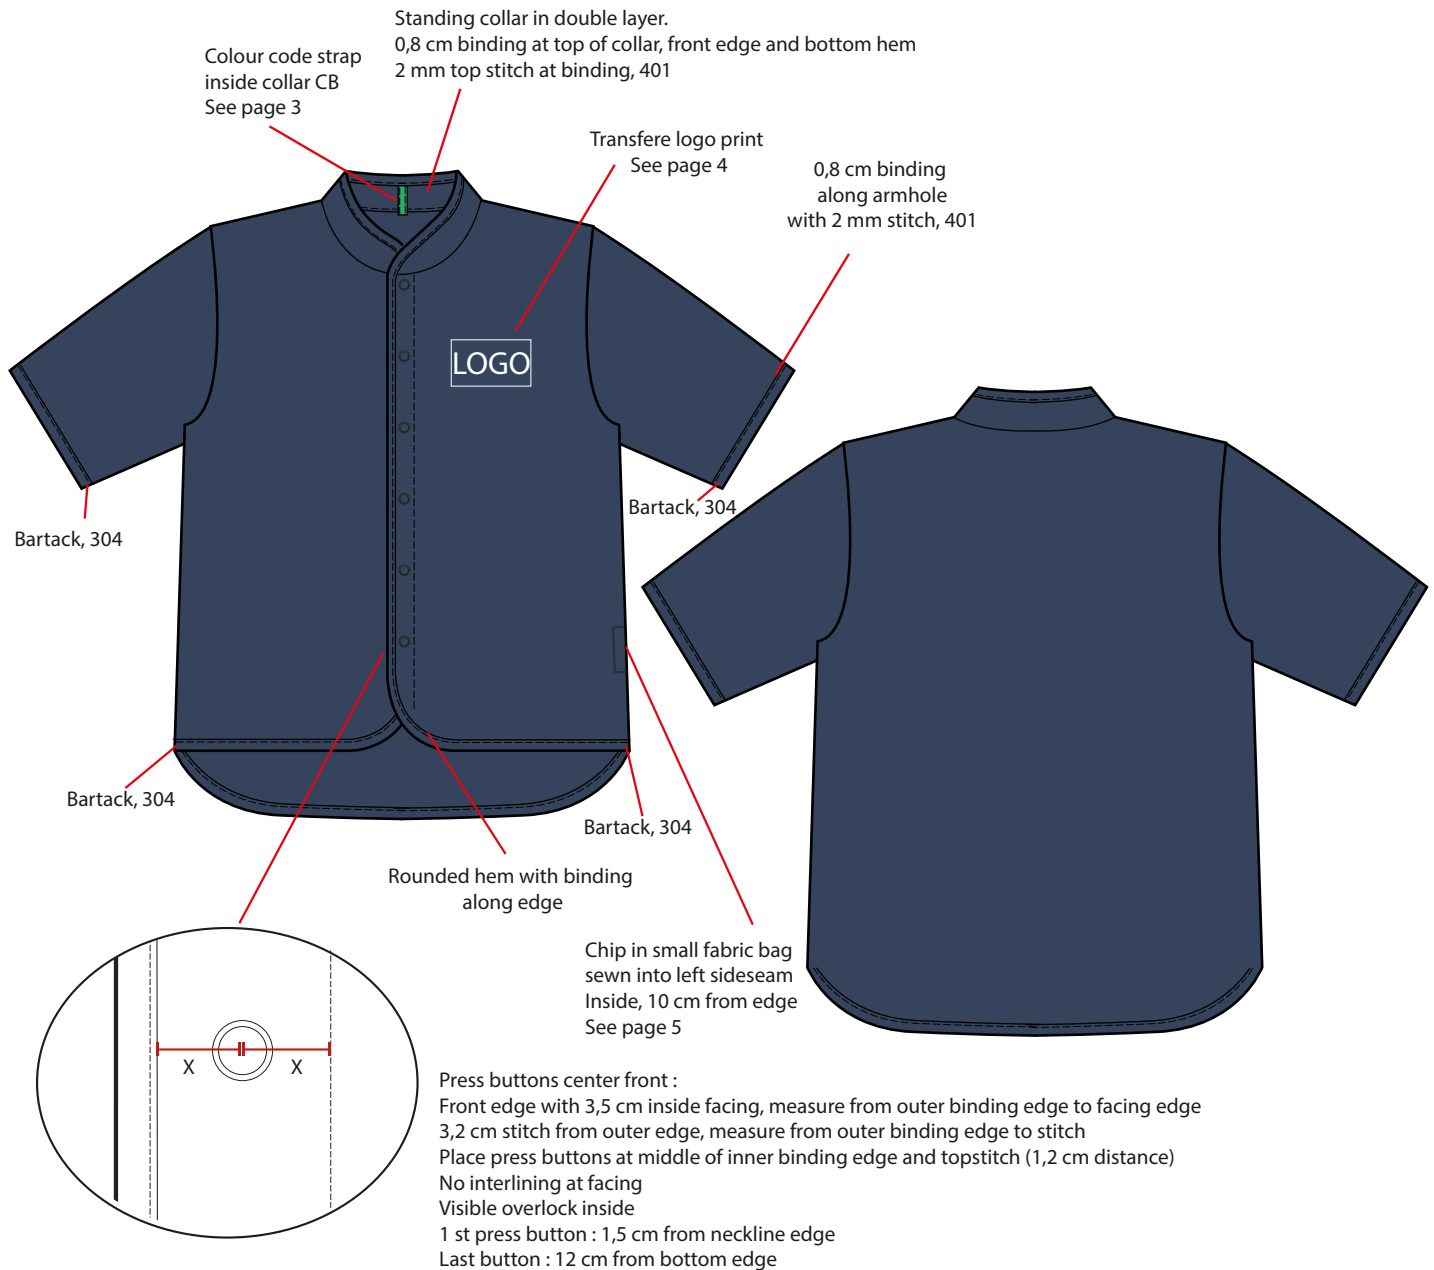 Standing collar in double layer.
0,8 cm binding at top of collar, front edge and bottom hem
2 mm top stitch at binding, 401
Colour code strap
inside collar CB
See page 3
Transfere logo print
See page 4
0,8 cm binding
along armhole
with 2 mm stitch, 401
LOGO
Bartack, 304
Bartack, 304
Bartack, 304
Bartack, 304
Rounded hem with binding
along edge
Chip in small fabric bag
sewn into left sideseam
Inside, 10 cm from edge
See page 5
X
X
Press buttons center front :
Front edge with 3,5 cm inside facing, measure from outer binding edge to facing edge
3,2 cm stitch from outer edge, measure from outer binding edge to stitch
Place press buttons at middle of inner binding edge and topstitch (1,2 cm distance)
No interlining at facing
Visible overlock inside
1 st press button : 1,5 cm from neckline edge
Last button : 12 cm from bottom edge